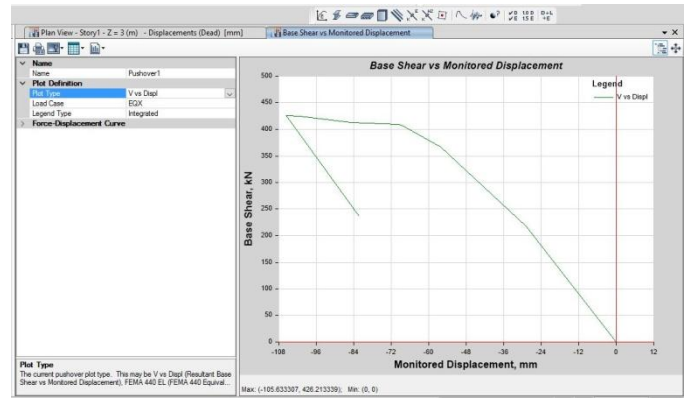 Plan View - Story1 - Z = 3 (m) - Displacements (Dead) [mm]
Base Shear vs Monitored Displacement
Name
Name Pushover1
Plot Definition
Plot Type V vs Displ
Load Case EQX
Legend Type Integrated
Force-Displacement Curve
Base Shear vs Monitored Displacement
Legend
V vs Displ
Base Shear, kN
500
450
400
350
300
250
200
150
100
50
0
-108 -96 -84 -72 -60 -48 -36 -24 -12 0 12
Monitored Displacement, mm
Plot Type
The current pushover plot type. This may be V vs Displ (Resultant Base
Shear vs Monitored Displacement), FEMA 440 EL (FEMA 440 Equival...
Max: (-105.633307, 426.213339); Min: (0, 0)